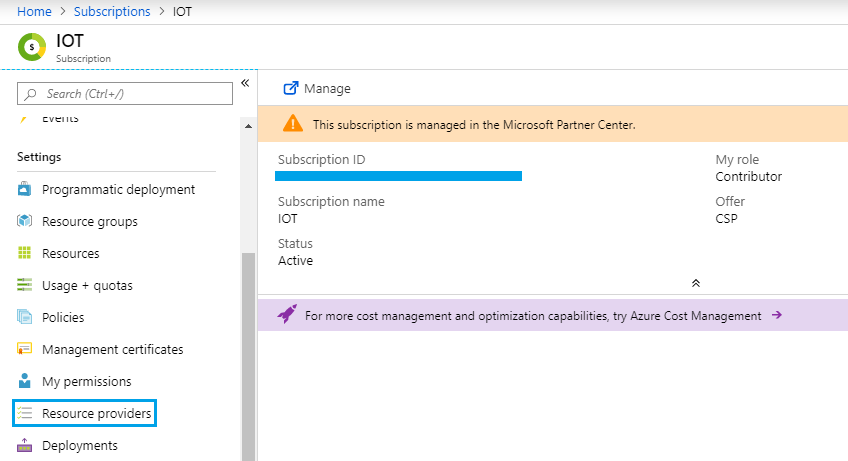 Home > Subscriptions > IOT
IOT
Subscription
Search (Ctrl+/)
Events
Settings
Programmatic deployment
Resource groups
Resources
Usage + quotas
Policies
Management certificates
My permissions
Resource providers
Deployments
Manage
This subscription is managed in the Microsoft Partner Center.
Subscription ID
Subscription name
IOT
Status
Active
My role
Contributor
Offer
CSP
For more cost management and optimization capabilities, try Azure Cost Management